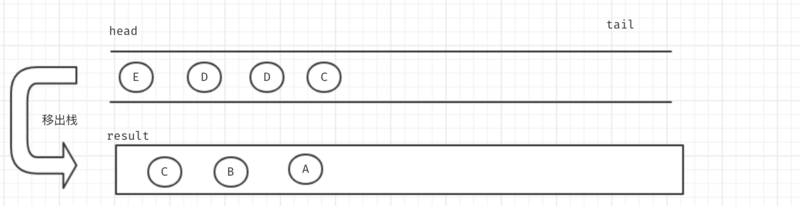 head
tail
E D D C
移出栈
result
C B A